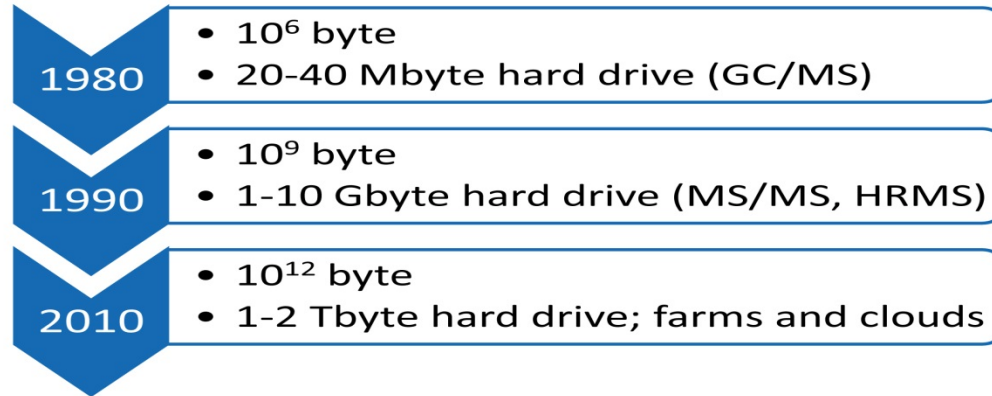 1980
• 10⁶ byte
• 20-40 Mbyte hard drive (GC/MS)
1990
• 10⁹ byte
• 1-10 Gbyte hard drive (MS/MS, HRMS)
2010
• 10¹² byte
• 1-2 Tbyte hard drive; farms and clouds